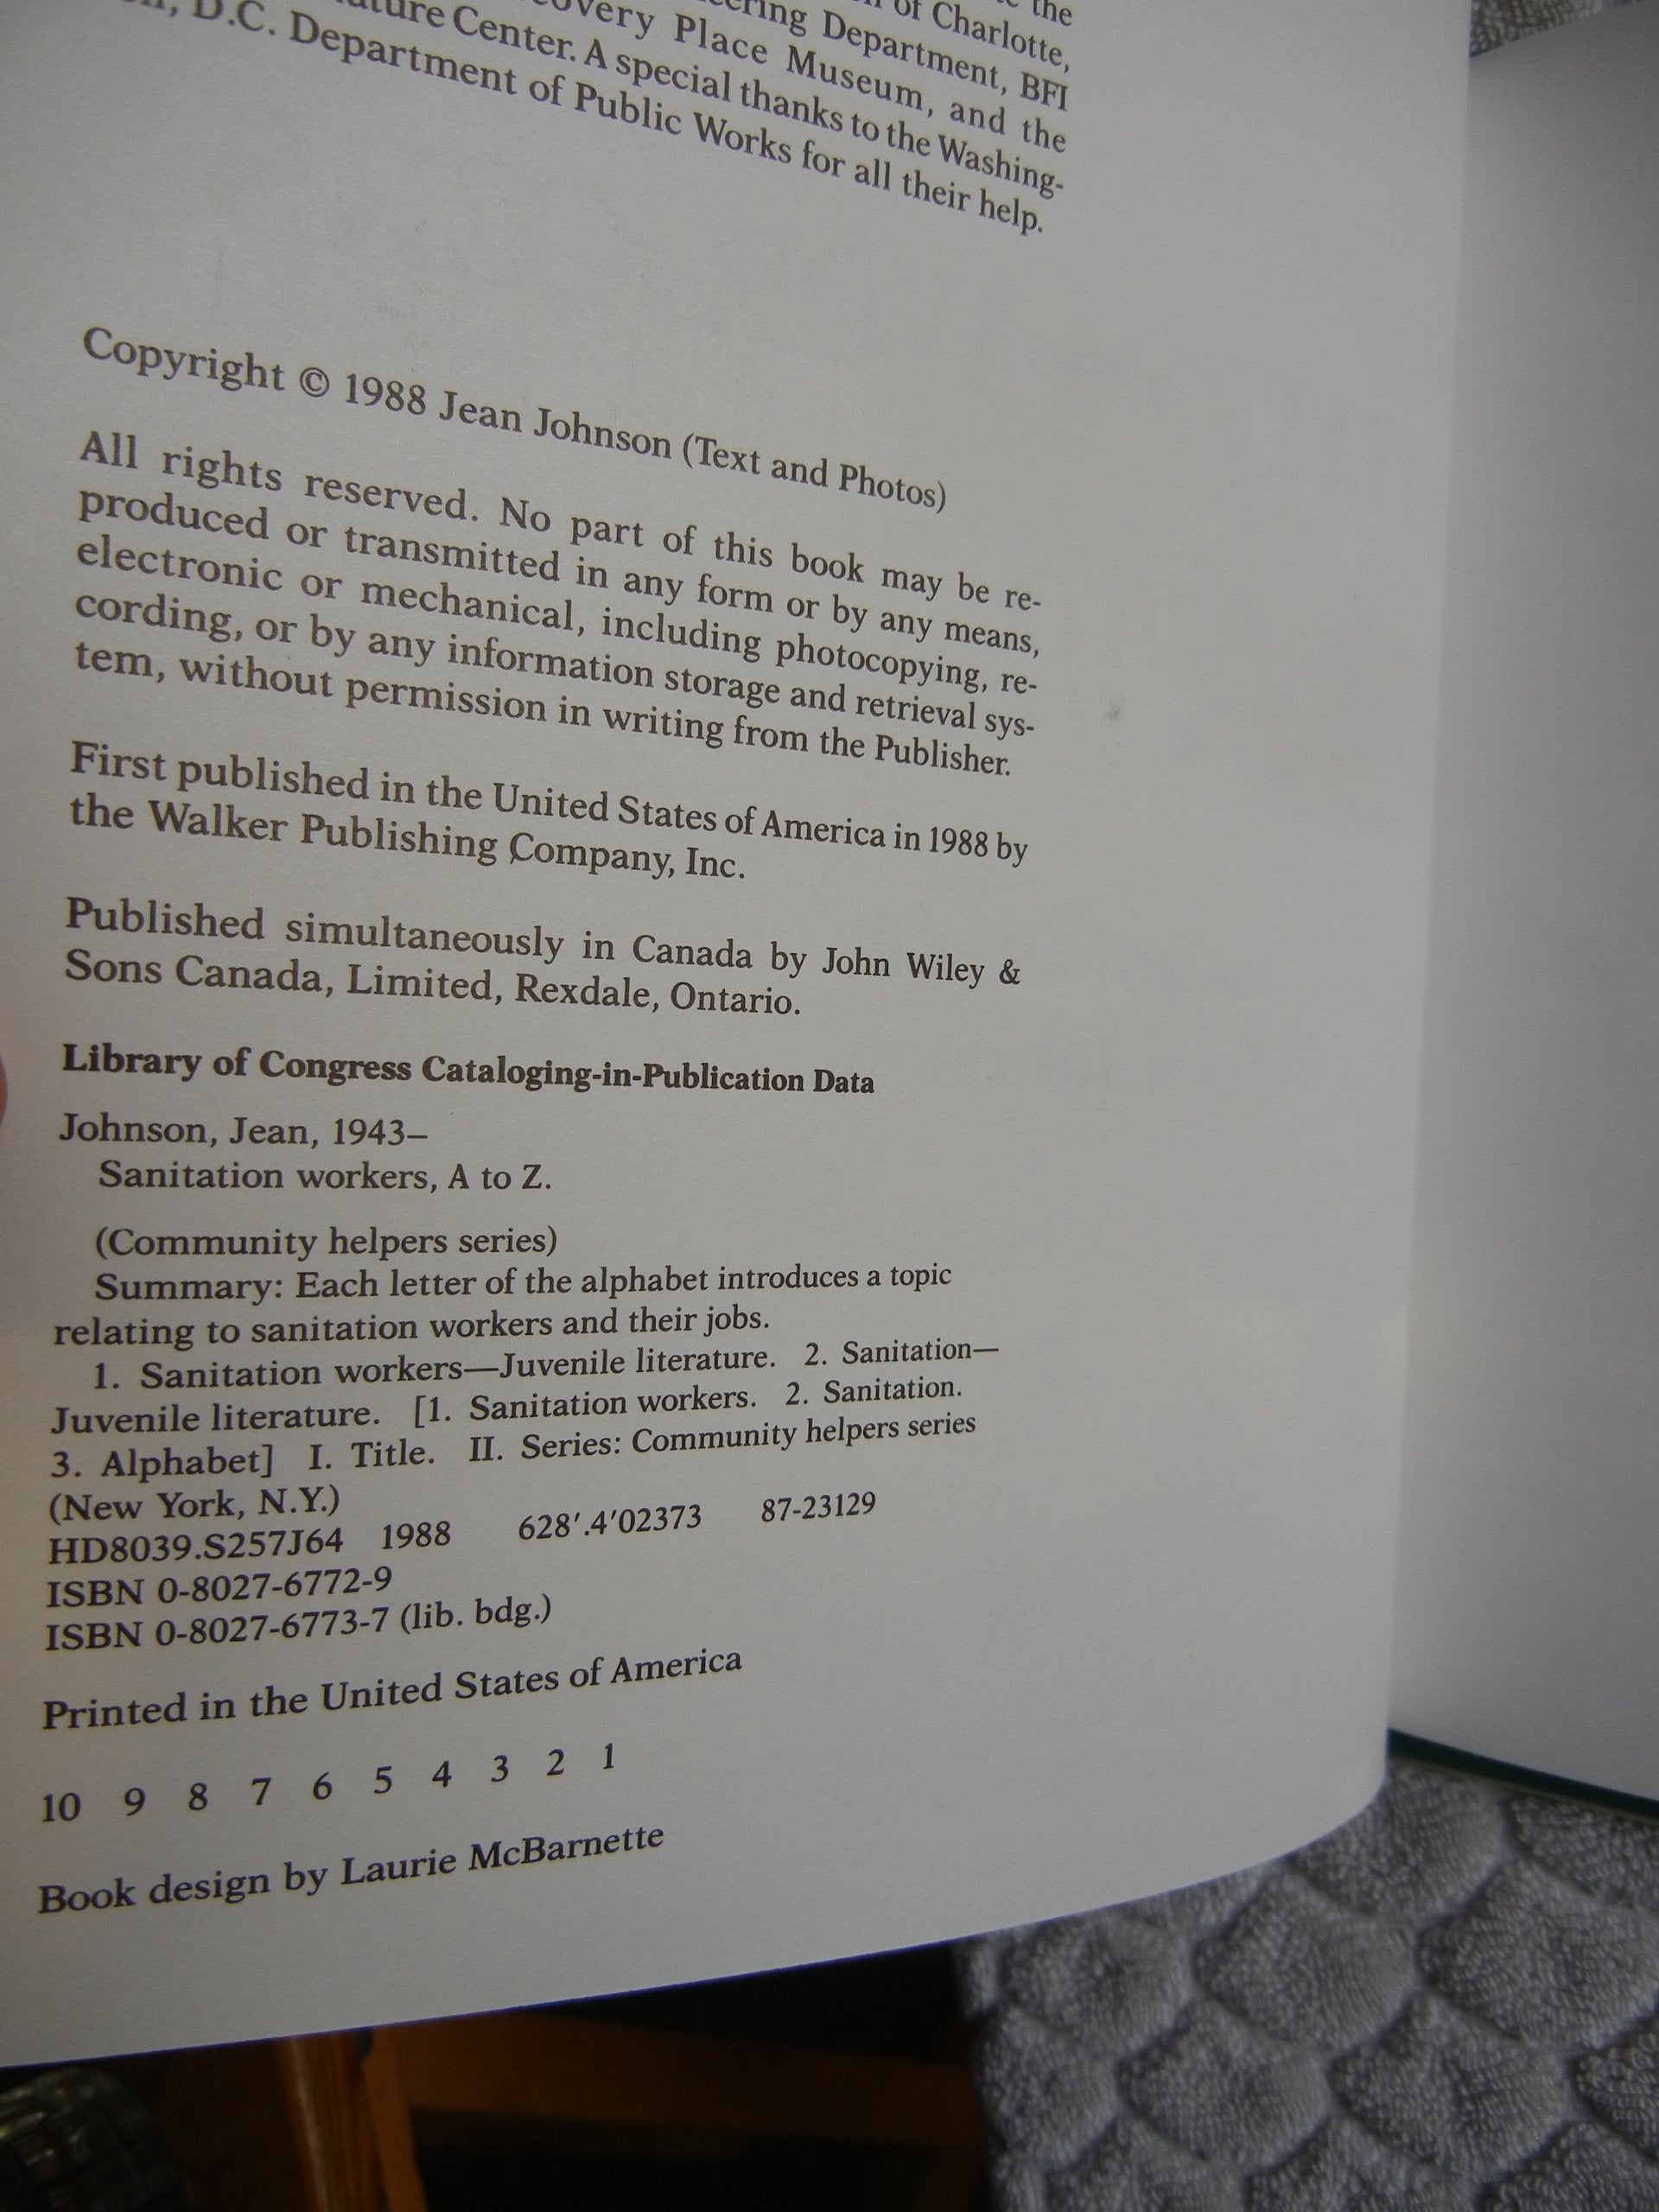 the
of Charlotte,
ering Department, BFI
overy Place Museum, and the
ature Center. A special thanks to the Washing-
D.C. Department of Public Works for all their help.
Copyright © 1988 Jean Johnson (Text and Photos)
All rights reserved. No part of this book may be re-
produced or transmitted in any form or by any means,
electronic or mechanical, including photocopying, re-
cording, or by any information storage and retrieval sys-
tem, without permission in writing from the Publisher.
First published in the United States of America in 1988 by
the Walker Publishing Company, Inc.
Published simultaneously in Canada by John Wiley &
Sons Canada, Limited, Rexdale, Ontario.
Library of Congress Cataloging-in-Publication Data
Johnson, Jean, 1943–
Sanitation workers, A to Z.
(Community helpers series)
Summary: Each letter of the alphabet introduces a topic
relating to sanitation workers and their jobs.
1. Sanitation workers—Juvenile literature. 2. Sanitation—
Juvenile literature. [1. Sanitation workers. 2. Sanitation.
3. Alphabet] I. Title. II. Series: Community helpers series
(New York, N.Y.)
HD8039.S257J64 1988 628′.4′02373 87-23129
ISBN 0-8027-6772-9
ISBN 0-8027-6773-7 (lib. bdg.)
Printed in the United States of America
10 9 8 7 6 5 4 3 2 1
Book design by Laurie McBarnette